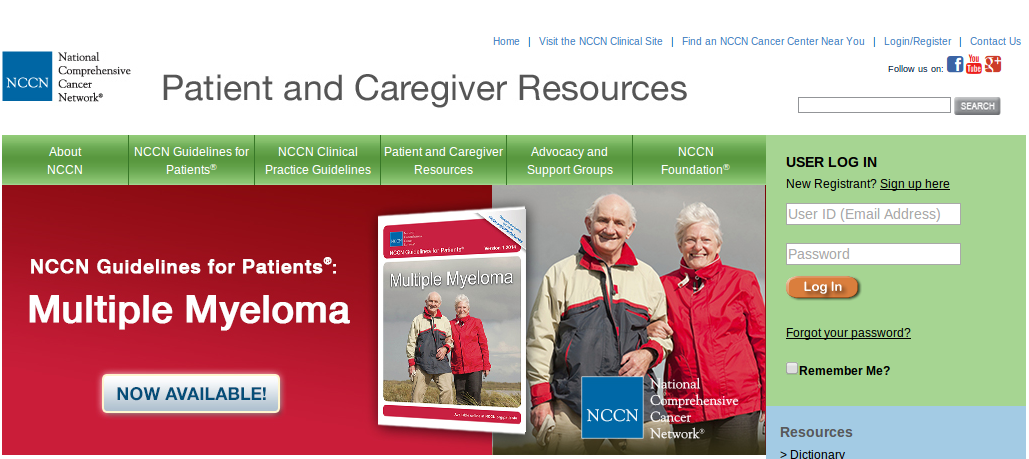 Home | Visit the NCCN Clinical Site | Find an NCCN Cancer Center Near You | Login/Register | Contact Us
Follow us on:
You
Tube
NCCN
National
Comprehensive
Cancer
Network®
Patient and Caregiver Resources
SEARCH
About
NCCN
NCCN Guidelines for
Patients®
NCCN Clinical
Practice Guidelines
Patient and Caregiver
Resources
Advocacy and
Support Groups
NCCN
Foundation®
NCCN Guidelines for Patients®:
Multiple Myeloma
NOW AVAILABLE!
NCCN
NCCN Guidelines for Patients®
Version 1.2014
Multiple Myeloma
NCCN
National
Comprehensive
Cancer
Network®
USER LOG IN
New Registrant? Sign up here
User ID (Email Address)
Password
Log In
Forgot your password?
Remember Me?
Resources
> Dictionary